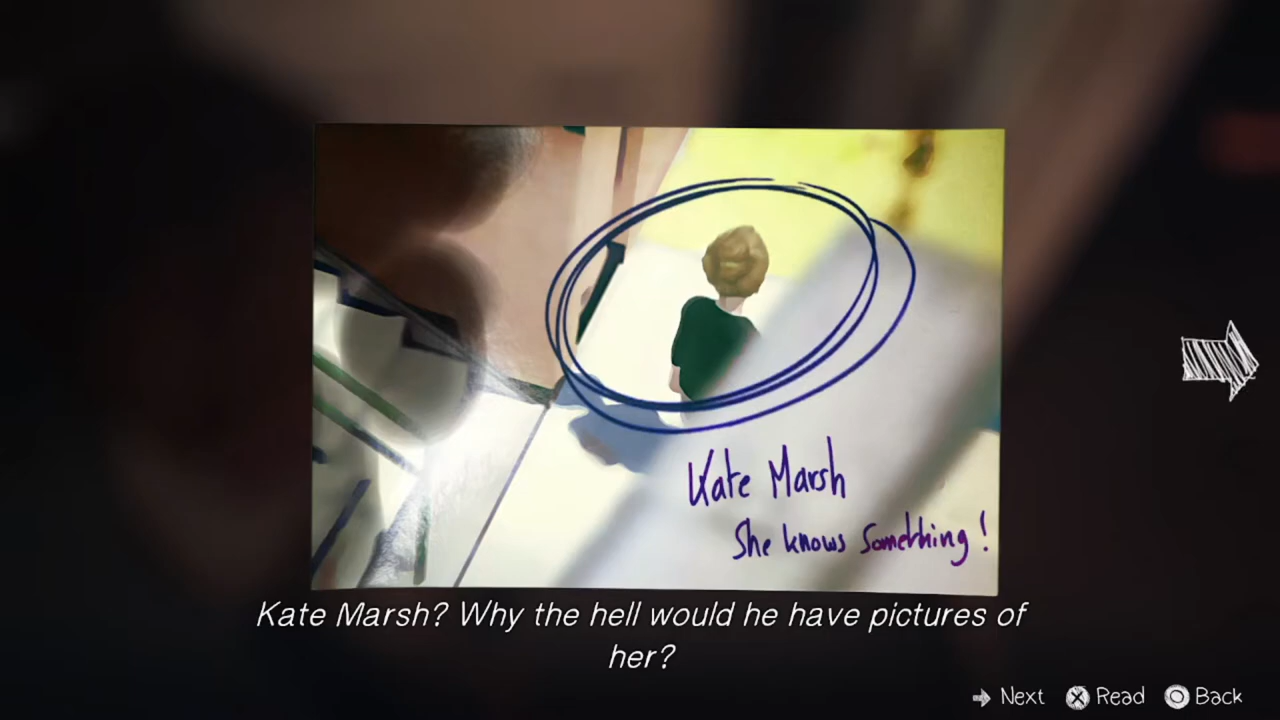 Kate Marsh
She knows something!
Kate Marsh? Why the hell would he have pictures of
her?
Next Read Back